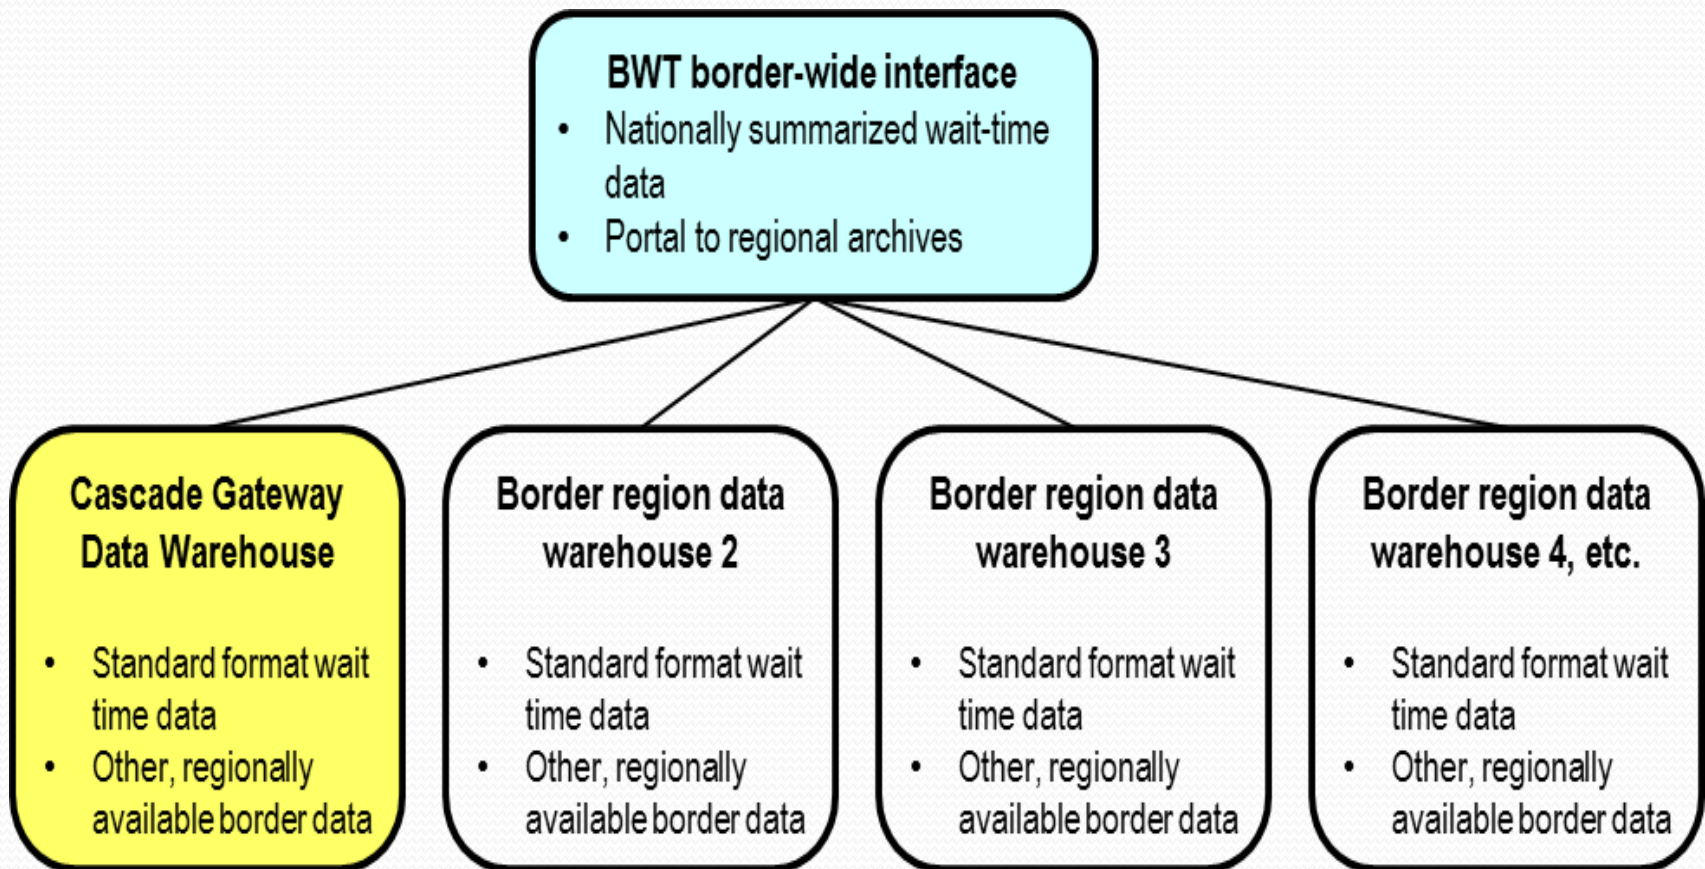 BWT border-wide interface
• Nationally summarized wait-time
data
• Portal to regional archives
Cascade Gateway
Data Warehouse
• Standard format wait
time data
• Other, regionally
available border data
Border region data
warehouse 2
• Standard format wait
time data
• Other, regionally
available border data
Border region data
warehouse 3
• Standard format wait
time data
• Other, regionally
available border data
Border region data
warehouse 4, etc.
• Standard format wait
time data
• Other, regionally
available border data